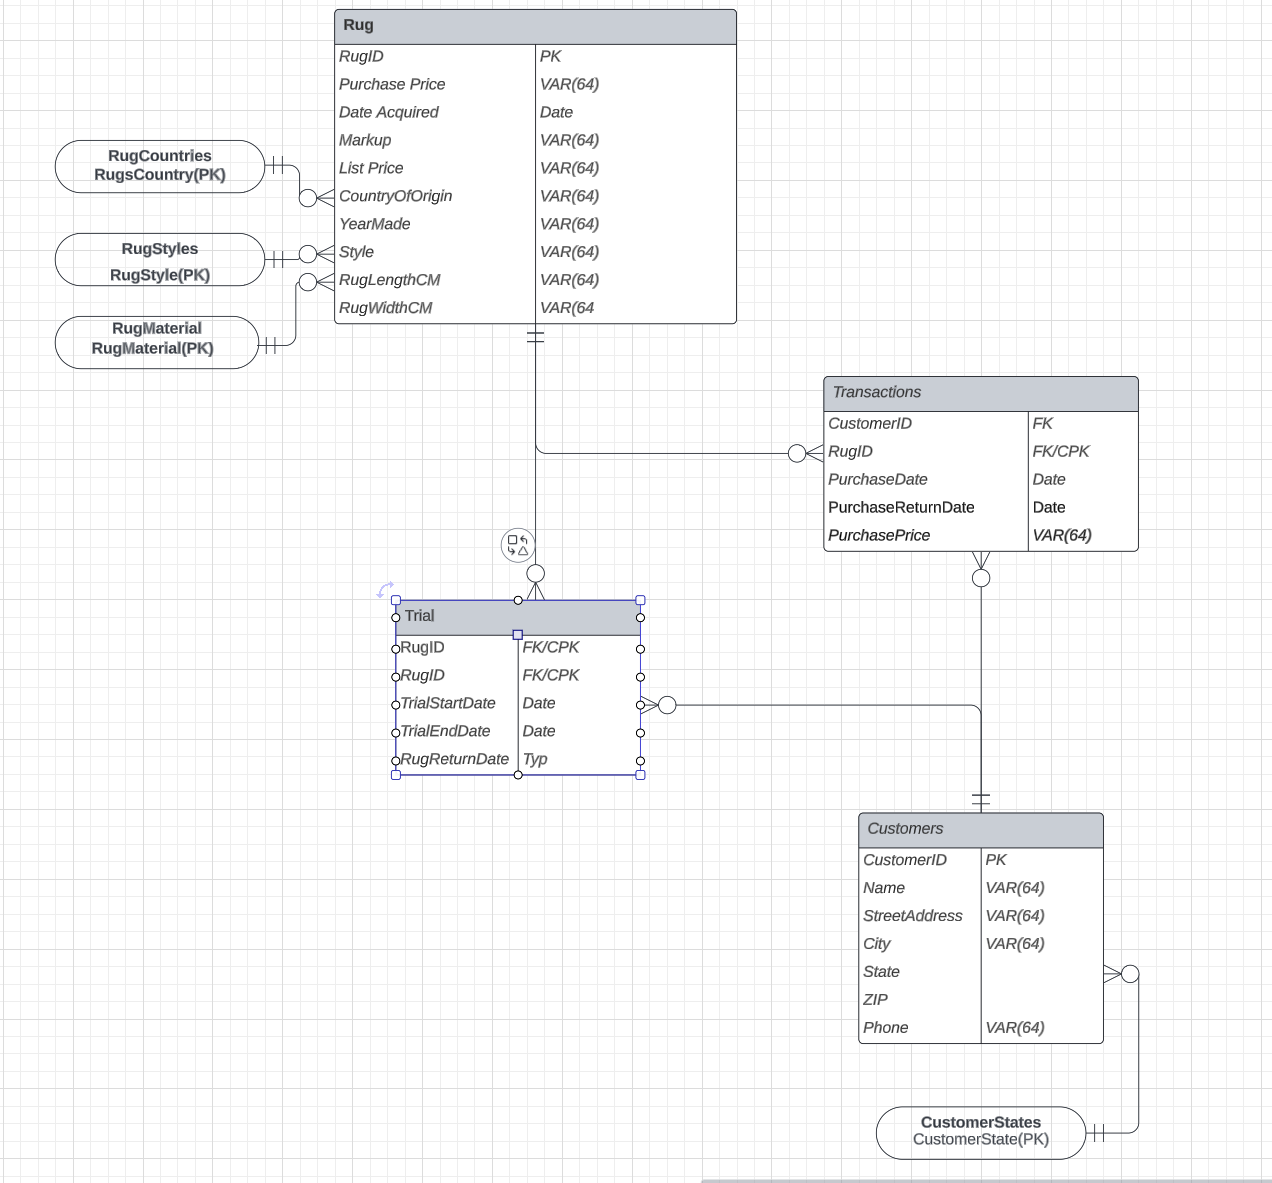 Rug
RugID PK
Purchase Price VAR(64)
Date Acquired Date
Markup VAR(64)
List Price VAR(64)
CountryOfOrigin VAR(64)
YearMade VAR(64)
Style VAR(64)
RugLengthCM VAR(64)
RugWidthCM VAR(64
RugCountries
RugsCountry(PK)
RugStyles
RugStyle(PK)
RugMaterial
RugMaterial(PK)
Transactions
CustomerID FK
RugID FK/CPK
PurchaseDate Date
PurchaseReturnDate Date
PurchasePrice VAR(64)
Trial
RugID FK/CPK
RugID FK/CPK
TrialStartDate Date
TrialEndDate Date
RugReturnDate Typ
Customers
CustomerID PK
Name VAR(64)
StreetAddress VAR(64)
City VAR(64)
State
ZIP
Phone VAR(64)
CustomerStates
CustomerState(PK)